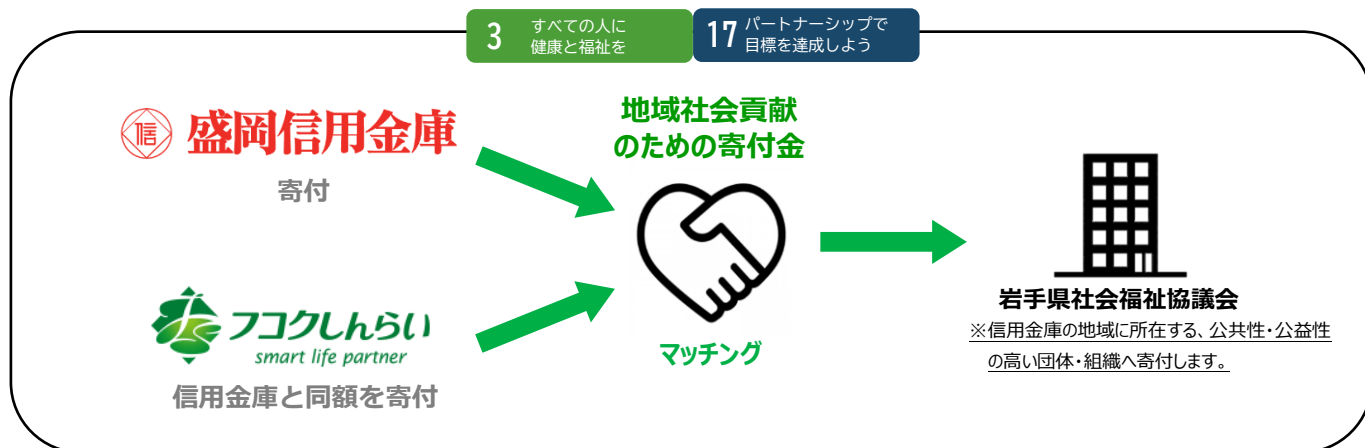 3 すべての人に
健康と福祉を
17 パートナーシップで
目標を達成しよう
信 盛岡信用金庫
寄付
地域社会貢献
のための寄付金
フコクしんらい
smart life partner
信用金庫と同額を寄付
マッチング
岩手県社会福祉協議会
※信用金庫の地域に所在する、公共性・公益性
の高い団体・組織へ寄付します。